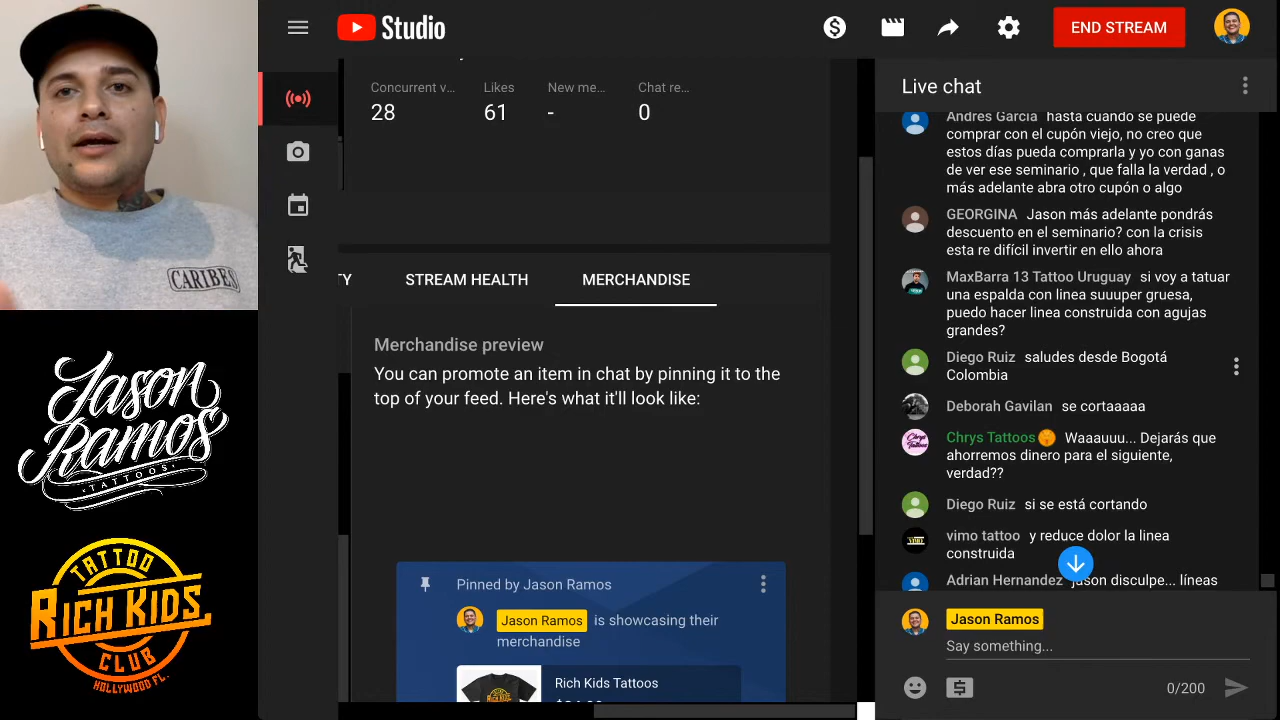 Studio
END STREAM
Concurrent v...
Likes
New me...
Chat re...
28
61
-
0
TY
STREAM HEALTH
MERCHANDISE
Merchandise preview
You can promote an item in chat by pinning it to the
top of your feed. Here's what it'll look like:
Pinned by Jason Ramos
Jason Ramos is showcasing their
merchandise
Rich Kids Tattoos
Live chat
Andres Garcia hasta cuándo se puede
comprar con el cupón viejo, no creo que
estos días pueda comprarla y yo con ganas
de ver ese seminario , que falla la verdad , o
más adelante abra otro cupón o algo
GEORGINA Jason más adelante pondrás
descuento en el seminario? con la crisis
esta re difícil invertir en ello ahora
MaxBarra 13 Tattoo Uruguay si voy a tatuar
una espalda con linea suuuper gruesa,
puedo hacer linea construida con agujas
grandes?
Diego Ruiz saludes desde Bogotá
Colombia
Deborah Gavilan se cortaaaaa
Chrys Tattoos Waaauuu... Dejarás que
ahorremos dinero para el siguiente,
verdad??
Diego Ruiz si se está cortando
vimo tattoo y reduce dolor la linea
construida
Adrian Hernandez jason disculpe... líneas
Jason Ramos
Say something...
0/200
CARIBES
Jason
Ramos
TATTOOS
TATTOO
RICH KIDS
CLUB
HOLLYWOOD FL.